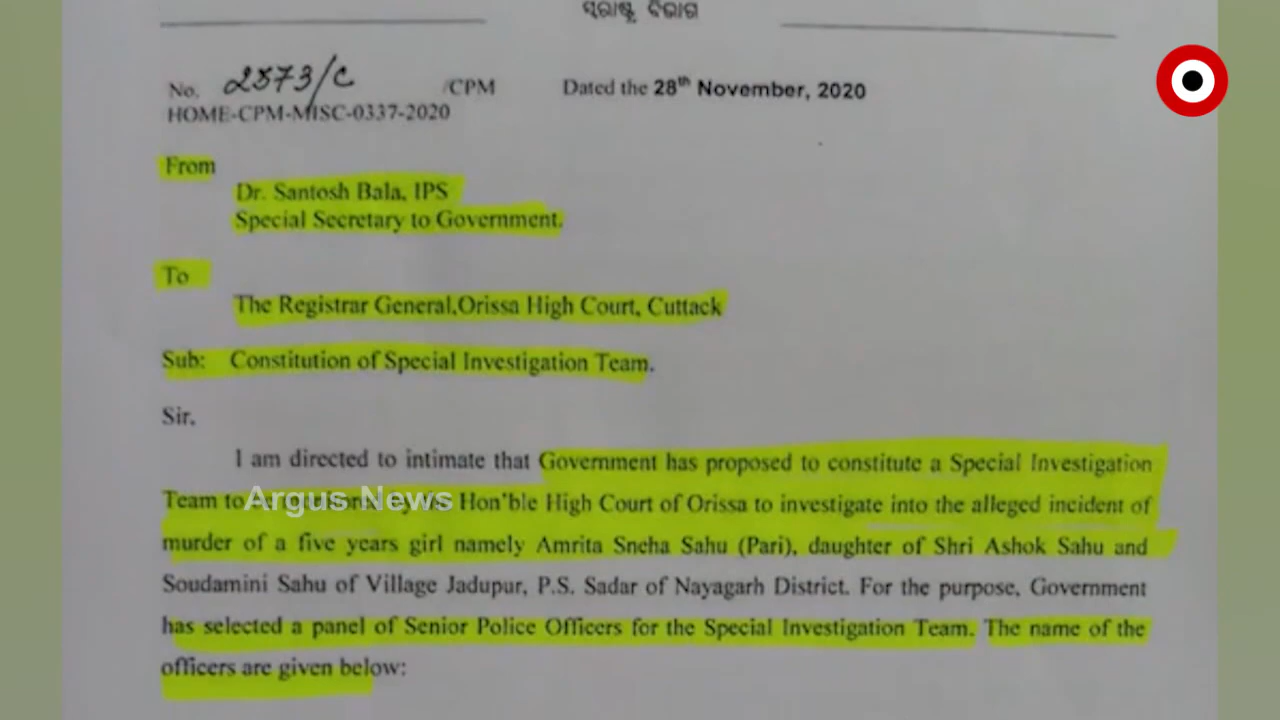 ସ୍ୱରାଷ୍ଟ୍ର ବିଭାଗ
No. 2573/C /CPM Dated the 28th November, 2020
HOME-CPM-MISC-0337-2020
From
Dr. Santosh Bala, IPS
Special Secretary to Government.
To
The Registrar General,Orissa High Court, Cuttack
Sub: Constitution of Special Investigation Team.
Sir,
I am directed to intimate that Government has proposed to constitute a Special Investigation
Team to Hon'ble High Court of Orissa to investigate into the alleged incident of
Argus News
murder of a five years girl namely Amrita Sneha Sahu (Pari), daughter of Shri Ashok Sahu and
Soudamini Sahu of Village Jadupur, P.S. Sadar of Nayagarh District. For the purpose, Government
has selected a panel of Senior Police Officers for the Special Investigation Team. The name of the
officers are given below: